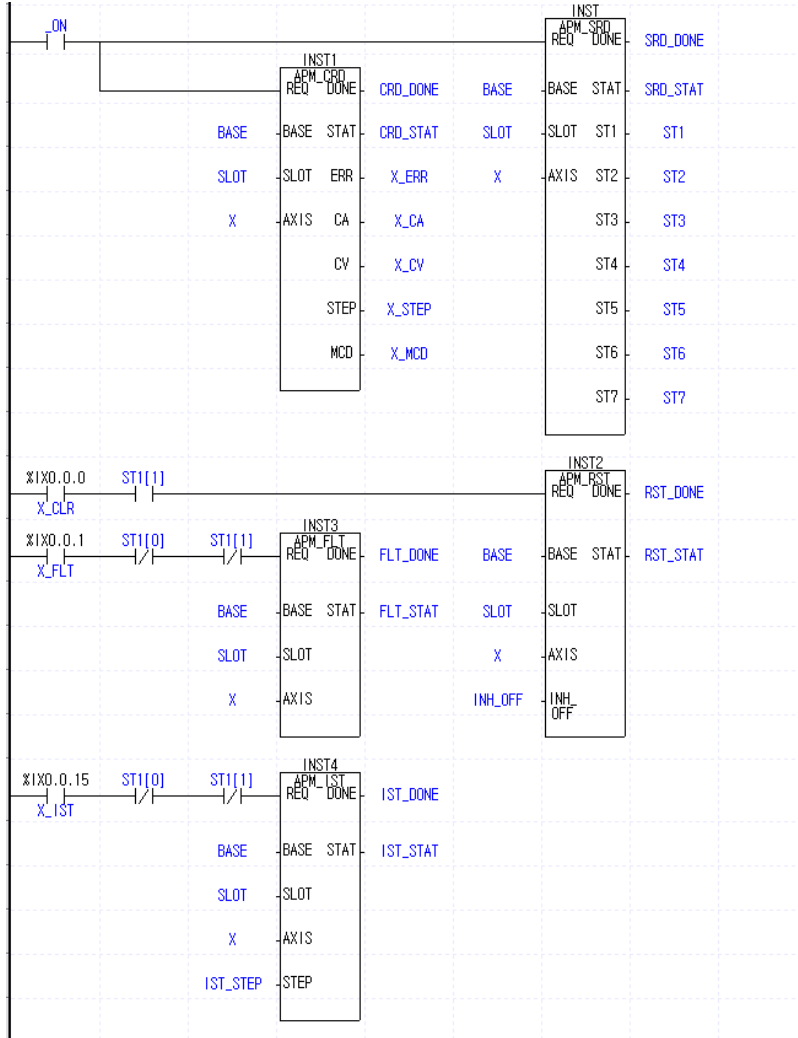 _ON INST
APM_SRD
REQ DONE SRD_DONE
INST1
APM_CRD
REQ DONE CRD_DONE BASE BASE STAT SRD_STAT
BASE BASE STAT CRD_STAT SLOT SLOT ST1 ST1
SLOT SLOT ERR X_ERR X AXIS ST2 ST2
X AXIS CA X_CA ST3 ST3
CV X_CV ST4 ST4
STEP X_STEP ST5 ST5
MCD X_MCD ST6 ST6
ST7 ST7
INST2
%IX0.0.0 ST1[1] APM_RST
REQ DONE RST_DONE
X_CLR
INST3
%IX0.0.1 ST1[0] ST1[1] APM_FLT
REQ DONE FLT_DONE BASE BASE STAT RST_STAT
X_FLT
BASE BASE STAT FLT_STAT SLOT SLOT
SLOT SLOT X AXIS
X AXIS INH_OFF INH_
OFF
INST4
%IX0.0.15 ST1[0] ST1[1] APM_IST
REQ DONE IST_DONE
X_IST
BASE BASE STAT IST_STAT
SLOT SLOT
X AXIS
IST_STEP STEP